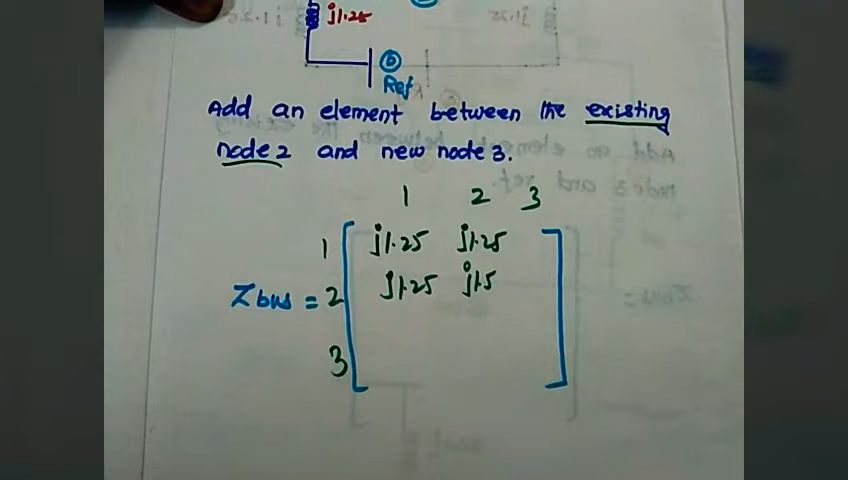 j1.25
0
Ref
Add an element between the existing
node 2 and new node 3.
1 2 3
1 j1.25 j1.25
Zbus = 2 j1.25 j1.5
3